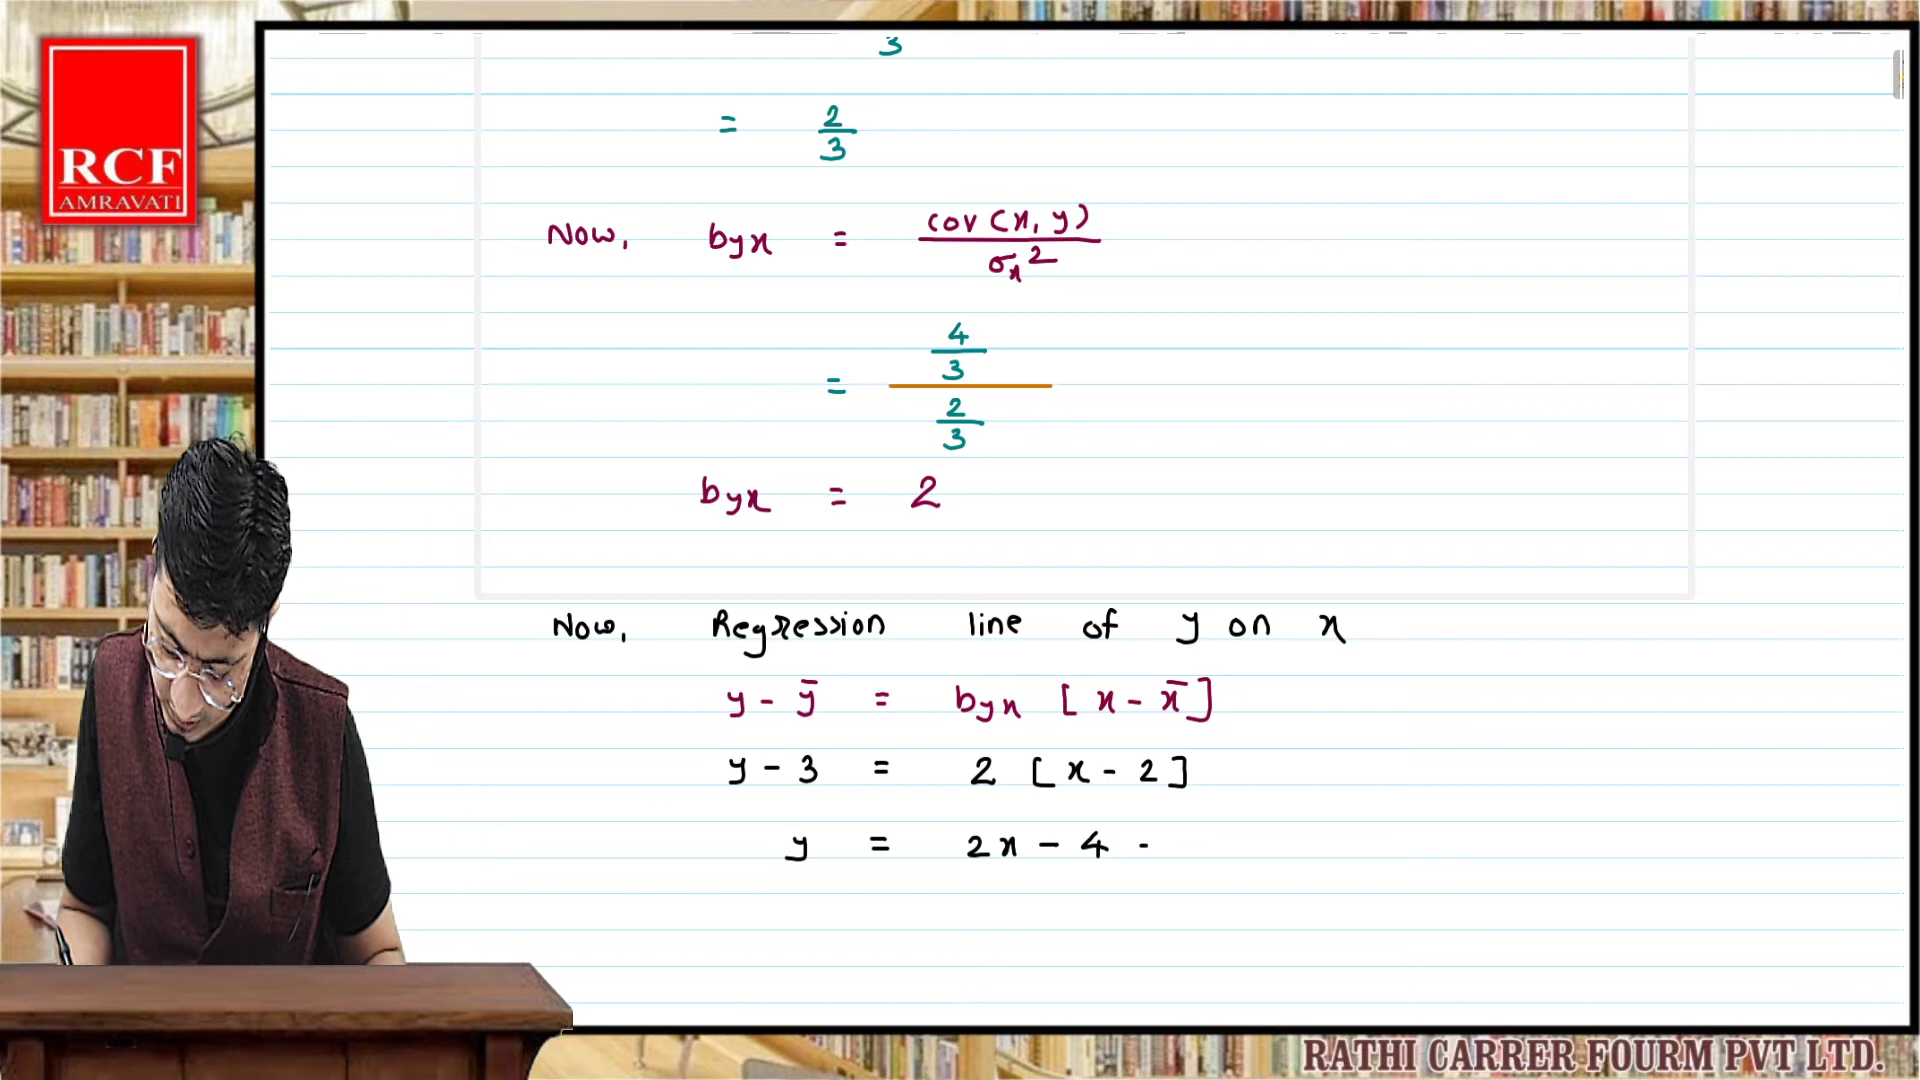 RCF
AMRAVATI
3
= 2/3
Now, byx = cov(x, y) / σx²
= 4/3 / 2/3
byx = 2
Now, Regression line of y on x
y - ȳ = byx [x - x̄]
y - 3 = 2 [x - 2]
y = 2x - 4 -
RATHI CARRER FOURM PVT LTD.